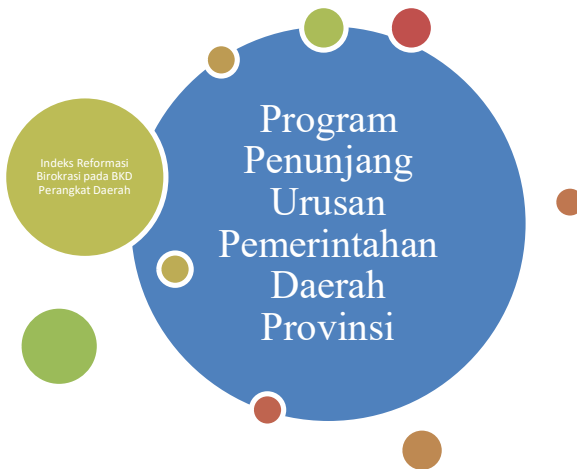 Indeks Reformasi
Birokrasi pada BKD
Perangkat Daerah
Program
Penunjang
Urusan
Pemerintahan
Daerah
Provinsi